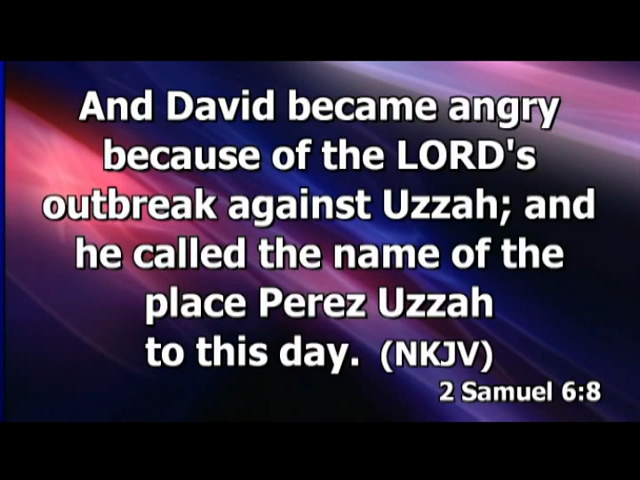 And David became angry
because of the LORD's
outbreak against Uzzah; and
he called the name of the
place Perez Uzzah
to this day. (NKJV)
2 Samuel 6:8